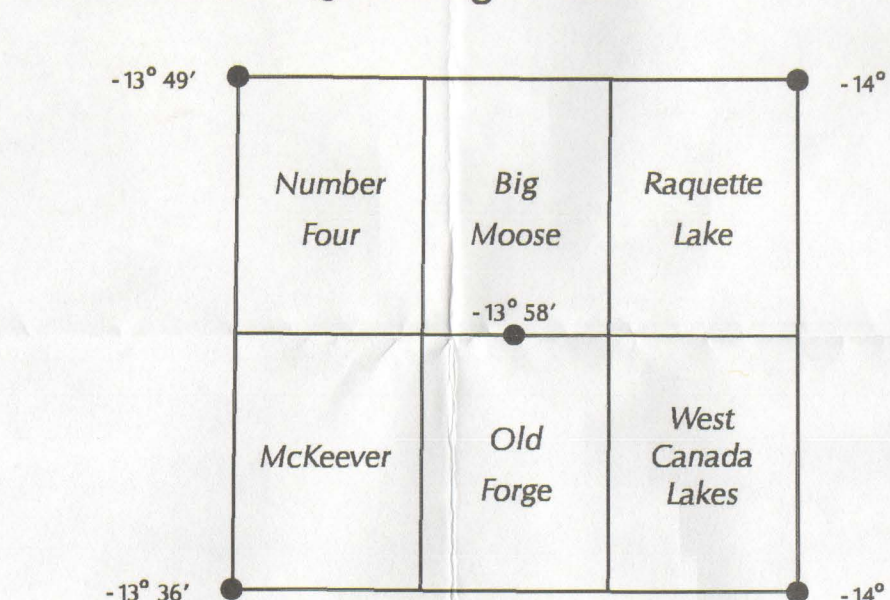 -13° 49′
-14°
Number
Four
Big
Moose
Raquette
Lake
-13° 58′
McKeever
Old
Forge
West
Canada
Lakes
-13° 36′
-14°